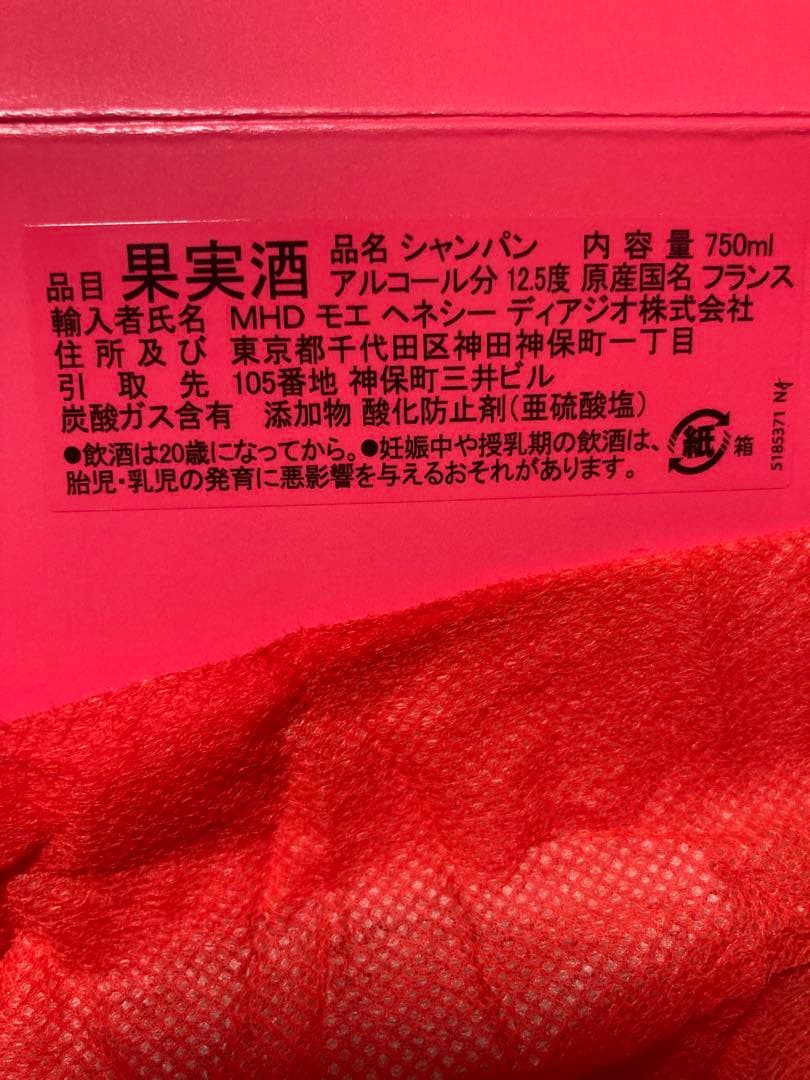 品目 果実酒 品名 シャンパン 内容量 750ml
アルコール分 12.5度 原産国名 フランス
輸入者氏名 MHD モエ ヘネシー ディアジオ株式会社
住所及び 東京都千代田区神田神保町一丁目
引取先 105番地 神保町三井ビル
炭酸ガス含有 添加物 酸化防止剤(亜硫酸塩)
●飲酒は20歳になってから。●妊娠中や授乳期の飲酒は、
胎児・乳児の発育に悪影響を与えるおそれがあります。
紙 箱
5185371